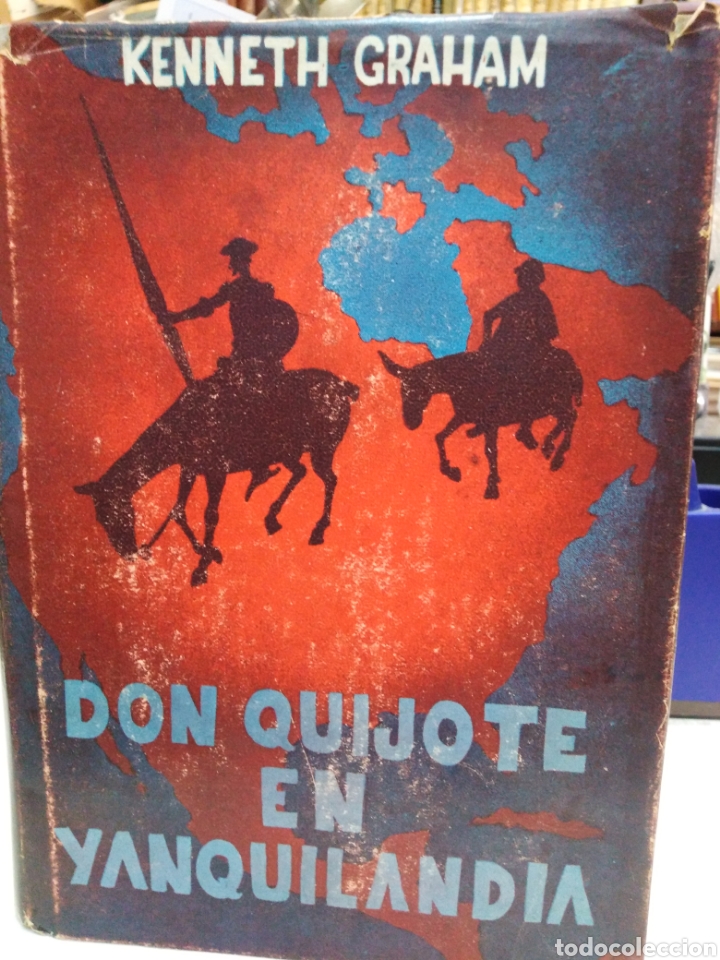 KENNETH GRAHAM
DON QUIJOTE
EN
YANQUILANDIA
todocoleccion